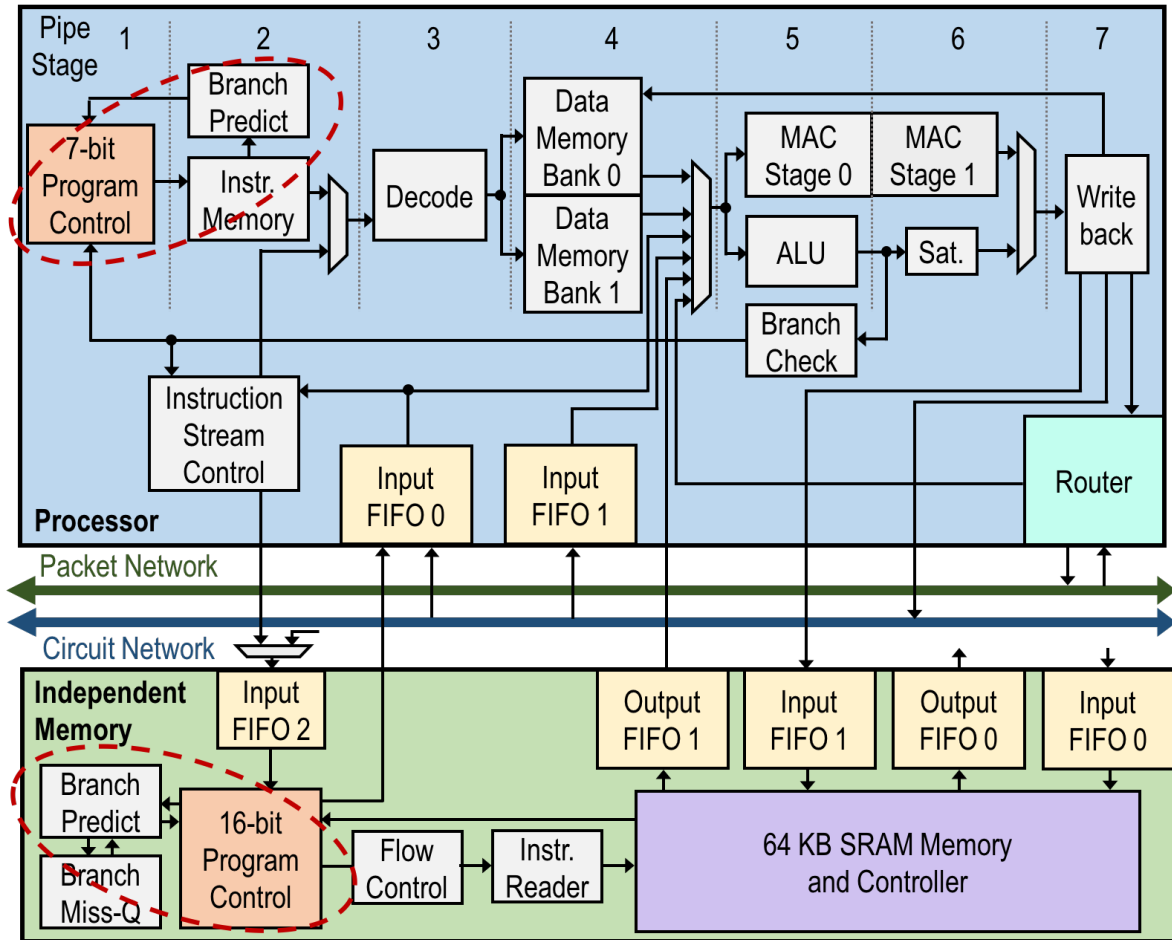 Pipe
Stage
1
2
3
4
5
6
7
Branch
Predict
7-bit
Program
Control
Instr.
Memory
Decode
Data
Memory
Bank 0
Data
Memory
Bank 1
MAC
Stage 0
MAC
Stage 1
ALU
Sat.
Write
back
Branch
Check
Instruction
Stream
Control
Input
FIFO 0
Input
FIFO 1
Router
Processor
Packet Network
Circuit Network
Independent
Memory
Input
FIFO 2
Output
FIFO 1
Input
FIFO 1
Output
FIFO 0
Input
FIFO 0
Branch
Predict
Branch
Miss-Q
16-bit
Program
Control
Flow
Control
Instr.
Reader
64 KB SRAM Memory
and Controller